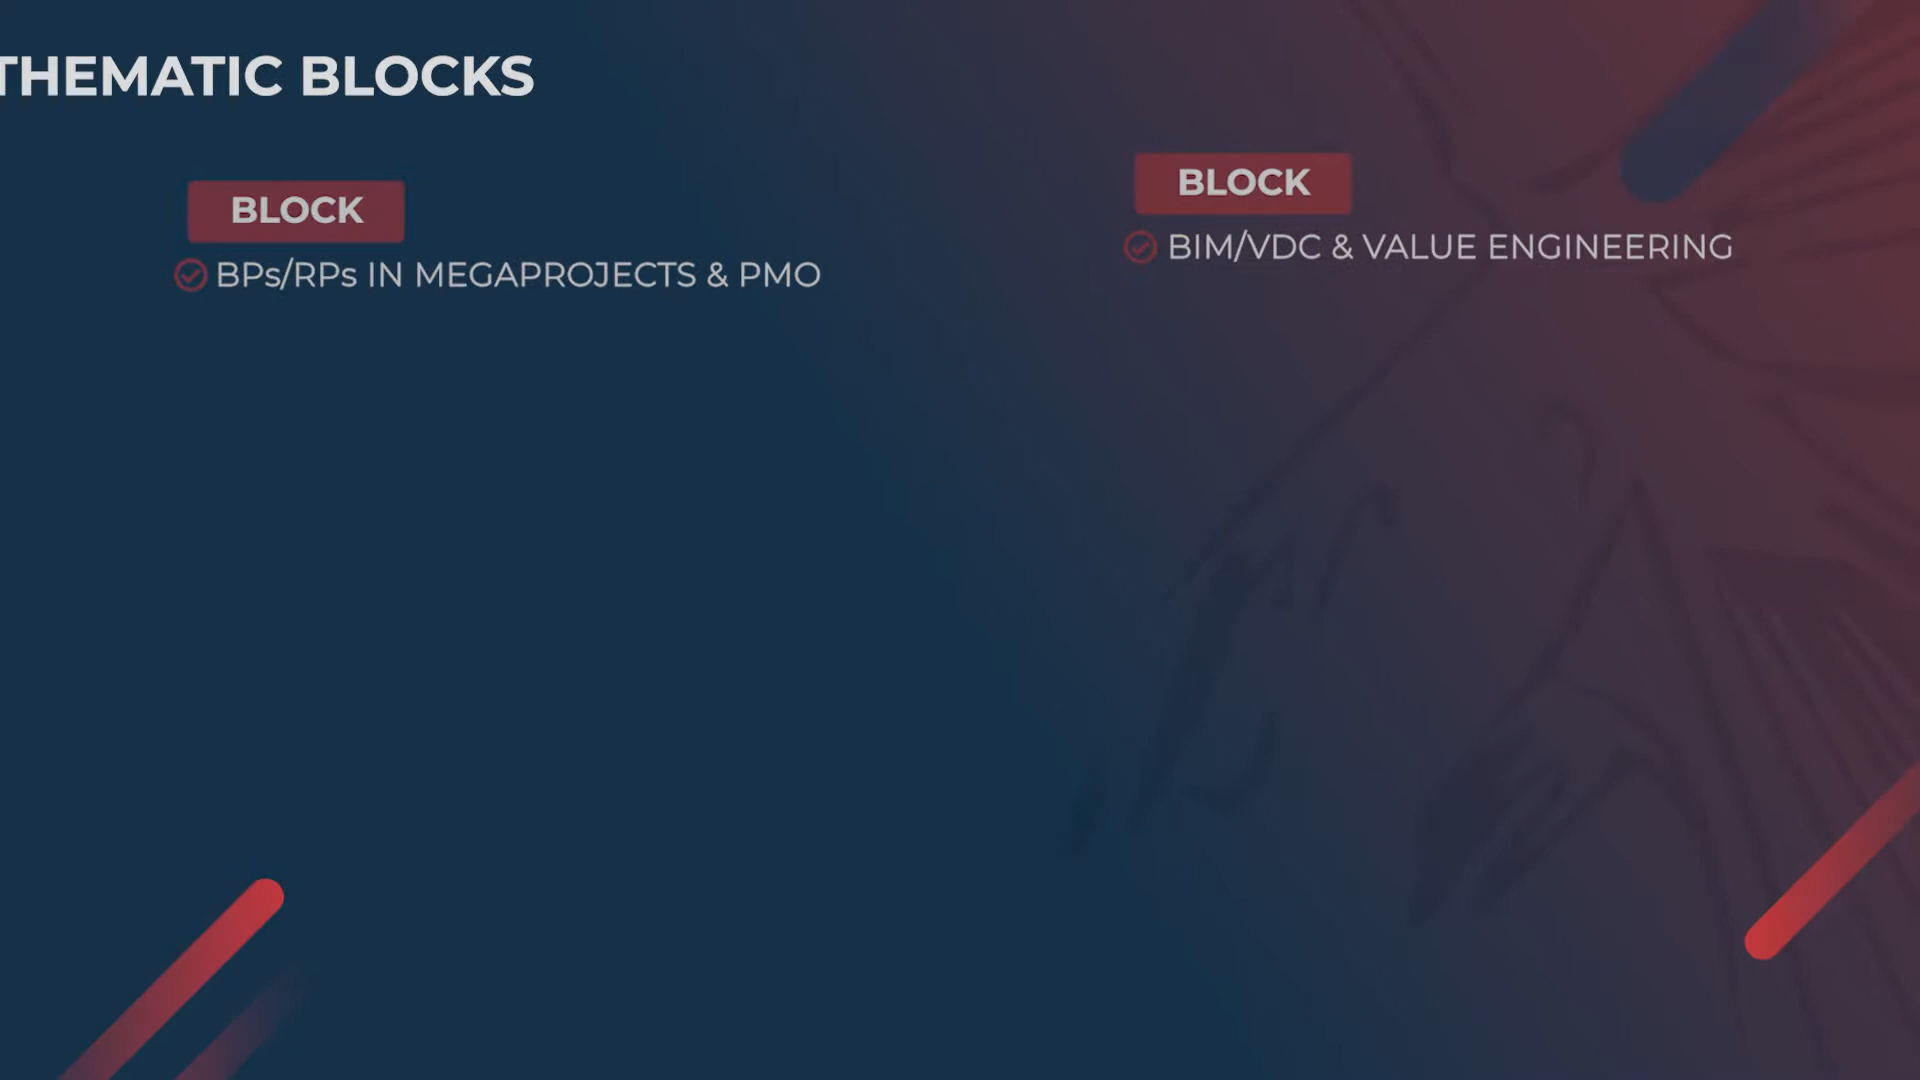 THEMATIC BLOCKS
BLOCK
BPs/RPs IN MEGAPROJECTS & PMO
BLOCK
BIM/VDC & VALUE ENGINEERING